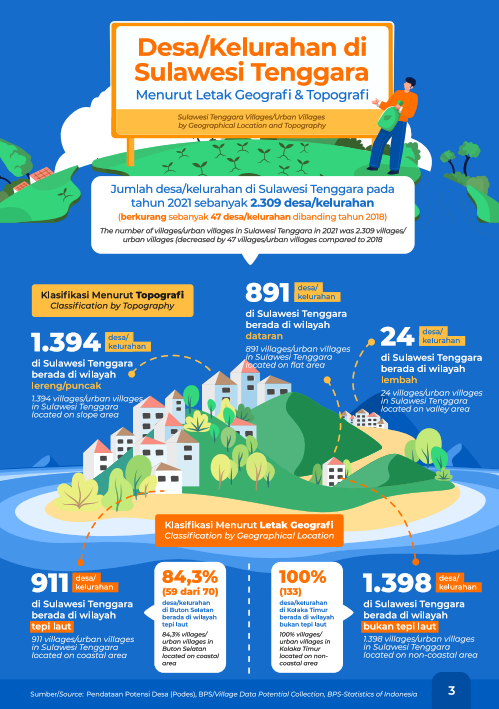 Desa/Kelurahan di
Sulawesi Tenggara
Menurut Letak Geografi & Topografi
Sulawesi Tenggara Villages/Urban Villages
by Geographical Location and Topography
Jumlah desa/kelurahan di Sulawesi Tenggara pada
tahun 2021 sebanyak 2.309 desa/kelurahan
(berkurang sebanyak 47 desa/kelurahan dibanding tahun 2018)
The number of villages/urban villages in Sulawesi Tenggara in 2021 was 2.309 villages/
urban villages (decreased by 47 villages/urban villages compared to 2018
Klasifikasi Menurut Topografi
Classification by Topography
1.394 desa/
kelurahan
di Sulawesi Tenggara
berada di wilayah
lereng/puncak
1.394 villages/urban villages
in Sulawesi Tenggara
located on slope area
891 desa/
kelurahan
di Sulawesi Tenggara
berada di wilayah
dataran
891 villages/urban villages
in Sulawesi Tenggara
located on flat area
24 desa/
kelurahan
di Sulawesi Tenggara
berada di wilayah
lembah
24 villages/urban villages
in Sulawesi Tenggara
located on valley area
Klasifikasi Menurut Letak Geografi
Classification by Geographical Location
911 desa/
kelurahan
di Sulawesi Tenggara
berada di wilayah
tepi laut
911 villages/urban villages
in Sulawesi Tenggara
located on coastal area
84,3%
(59 dari 70)
desa/kelurahan
di Buton Selatan
berada di wilayah
tepi laut
84,3% villages/
urban villages in
Buton Selatan
located on coastal
area
100%
(133)
desa/kelurahan
di Kolaka Timur
berada di wilayah
bukan tepi laut
100% villages/
urban villages in
Kolaka Timur
located on non-
coastal area
1.398 desa/
kelurahan
di Sulawesi Tenggara
berada di wilayah
bukan tepi laut
1.398 villages/urban villages
in Sulawesi Tenggara
located on non-coastal area
Sumber/Source: Pendataan Potensi Desa (Podes), BPS/Village Data Potential Collection, BPS-Statistics of Indonesia
3